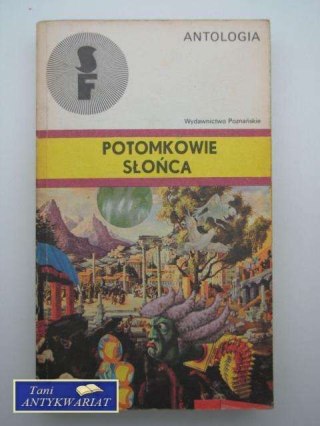 SF
ANTOLOGIA
Wydawnictwo Poznańskie
POTOMKOWIE
SŁOŃCA
Tani
ANTYKWARIAT